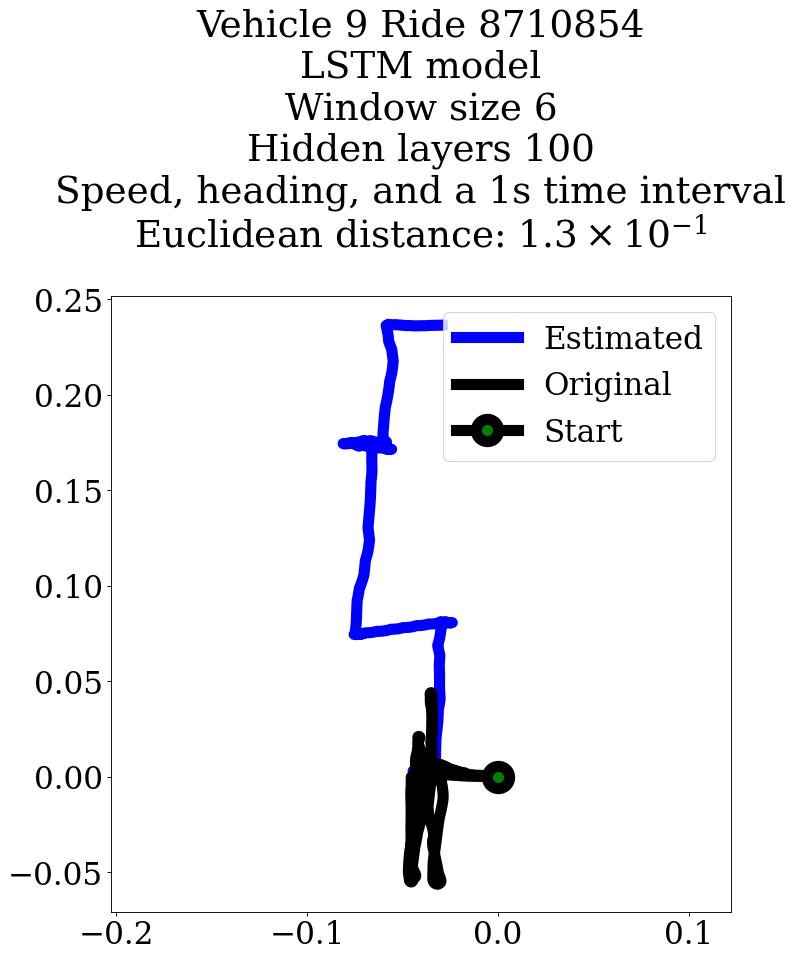 Vehicle 9 Ride 8710854
LSTM model
Window size 6
Hidden layers 100
Speed, heading, and a 1s time interval
Euclidean distance: 1.3 × 10⁻¹
0.25
Estimated
0.20
Original
Start
0.15
0.10
0.05
0.00
−0.05
−0.2 −0.1 0.0 0.1